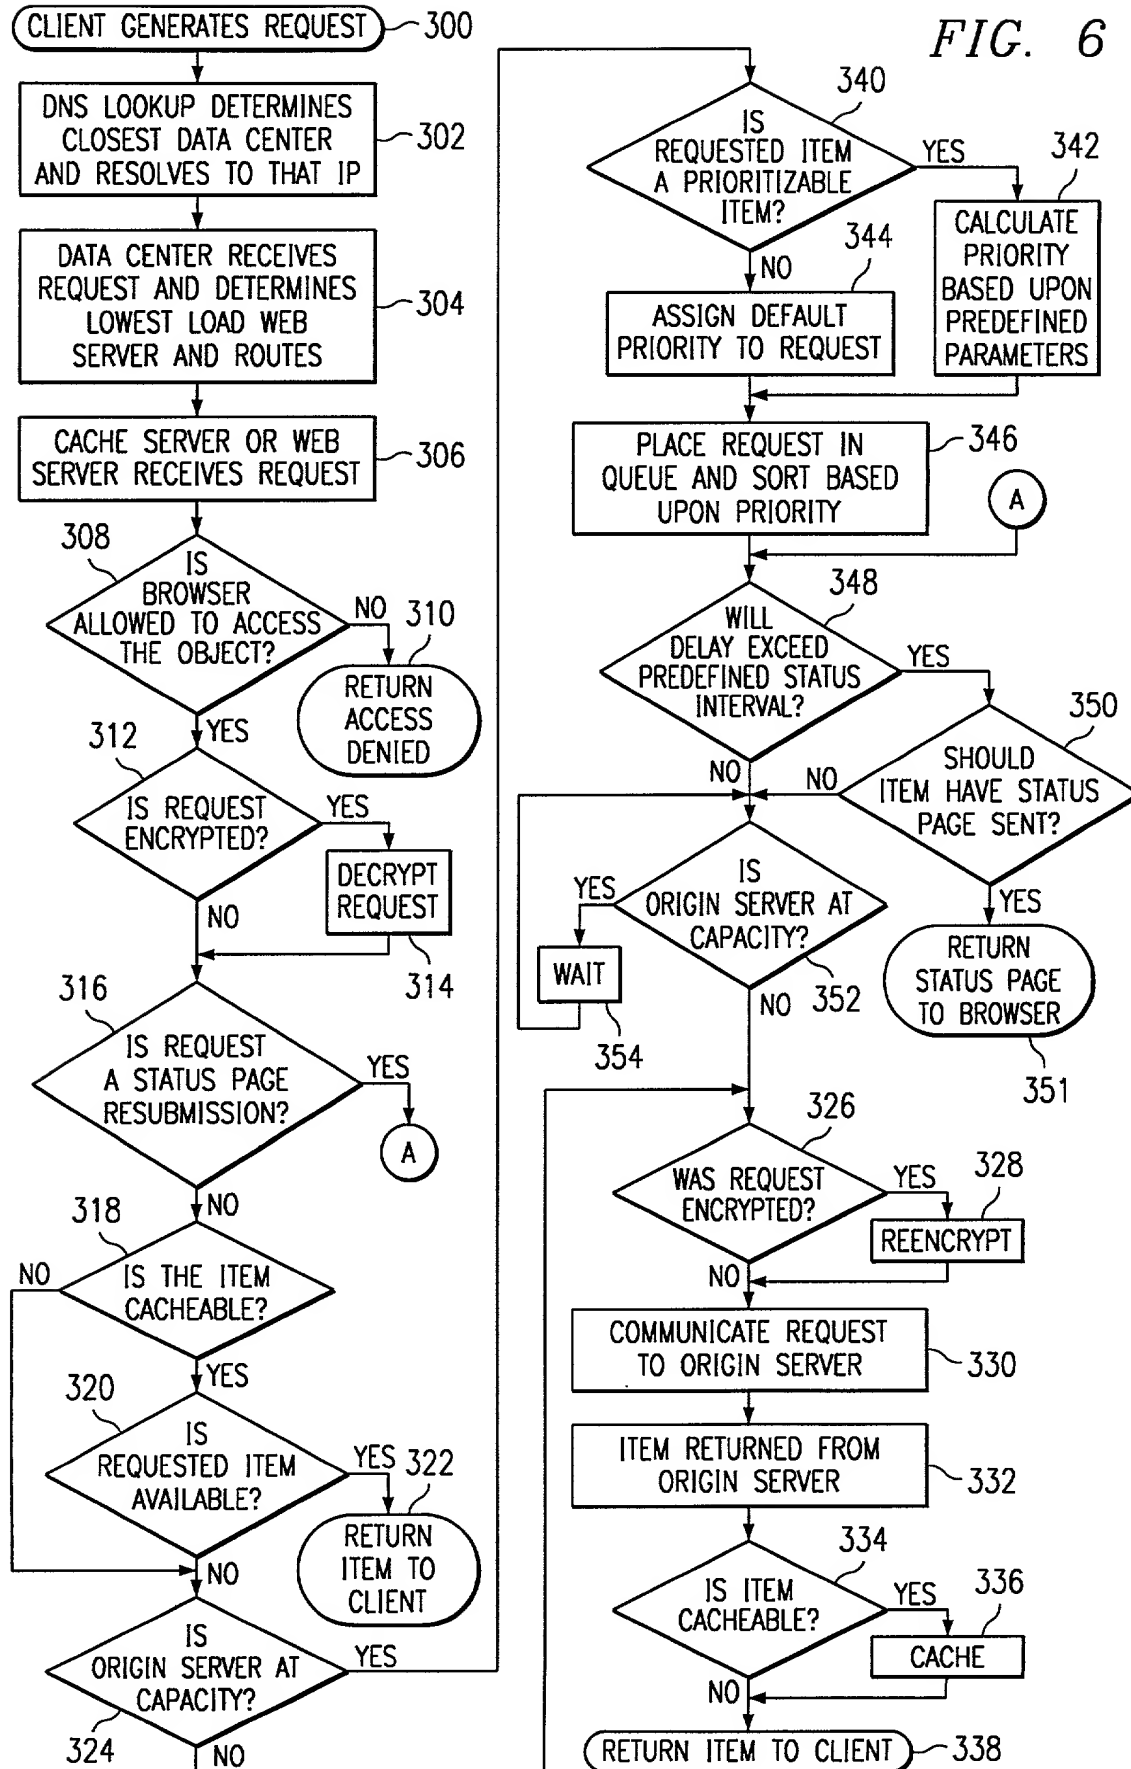 FIG. 6
CLIENT GENERATES REQUEST
300
DNS LOOKUP DETERMINES
CLOSEST DATA CENTER
AND RESOLVES TO THAT IP
302
DATA CENTER RECEIVES
REQUEST AND DETERMINES
LOWEST LOAD WEB
SERVER AND ROUTES
304
CACHE SERVER OR WEB
SERVER RECEIVES REQUEST
306
308
IS
BROWSER
ALLOWED TO ACCESS
THE OBJECT?
NO
310
RETURN
ACCESS
DENIED
YES
312
IS REQUEST
ENCRYPTED?
YES
DECRYPT
REQUEST
314
NO
316
IS REQUEST
A STATUS PAGE
RESUBMISSION?
YES
A
NO
318
IS THE ITEM
CACHEABLE?
NO
YES
320
IS
REQUESTED ITEM
AVAILABLE?
YES
322
RETURN
ITEM TO
CLIENT
NO
IS
ORIGIN SERVER AT
CAPACITY?
YES
324
NO
340
IS
REQUESTED ITEM
A PRIORITIZABLE
ITEM?
YES
342
CALCULATE
PRIORITY
BASED UPON
PREDEFINED
PARAMETERS
NO
344
ASSIGN DEFAULT
PRIORITY TO REQUEST
PLACE REQUEST IN
QUEUE AND SORT BASED
UPON PRIORITY
346
A
348
WILL
DELAY EXCEED
PREDEFINED STATUS
INTERVAL?
YES
350
SHOULD
ITEM HAVE STATUS
PAGE SENT?
NO
NO
YES
RETURN
STATUS PAGE
TO BROWSER
351
IS
ORIGIN SERVER AT
CAPACITY?
352
YES
WAIT
354
NO
326
WAS REQUEST
ENCRYPTED?
YES
328
REENCRYPT
NO
COMMUNICATE REQUEST
TO ORIGIN SERVER
330
ITEM RETURNED FROM
ORIGIN SERVER
332
334
IS ITEM
CACHEABLE?
YES
336
CACHE
NO
RETURN ITEM TO CLIENT
338